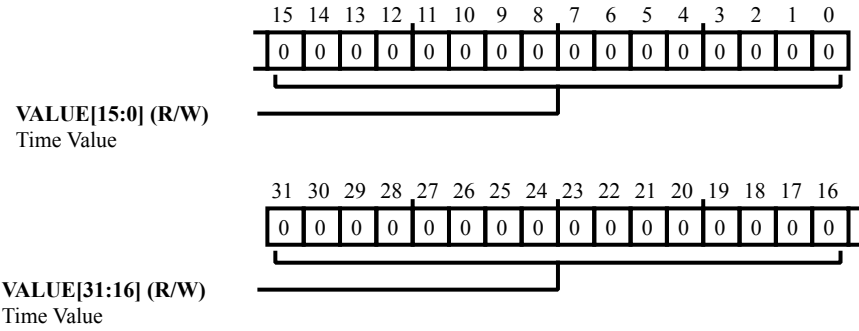 15 14 13 12 11 10 9 8 7 6 5 4 3 2 1 0
0 0 0 0 0 0 0 0 0 0 0 0 0 0 0 0
VALUE[15:0] (R/W)
Time Value
31 30 29 28 27 26 25 24 23 22 21 20 19 18 17 16
0 0 0 0 0 0 0 0 0 0 0 0 0 0 0 0
VALUE[31:16] (R/W)
Time Value